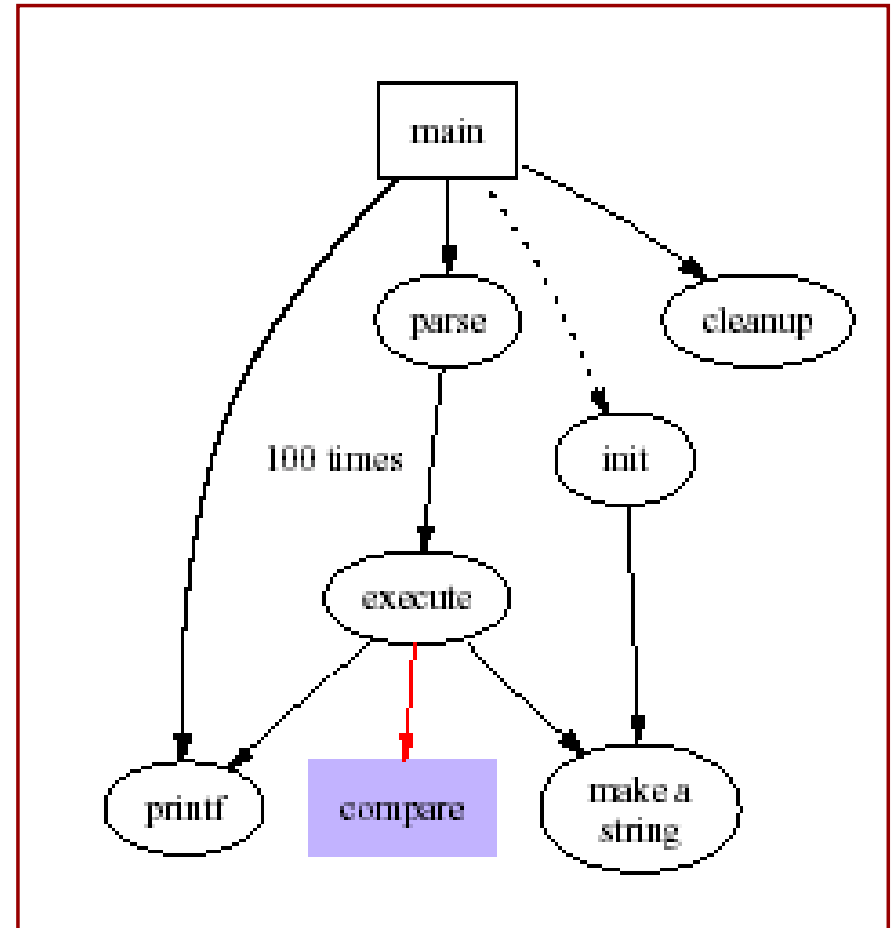 main
parse
cleanup
100 times
init
execute
printf
compare
make a
string